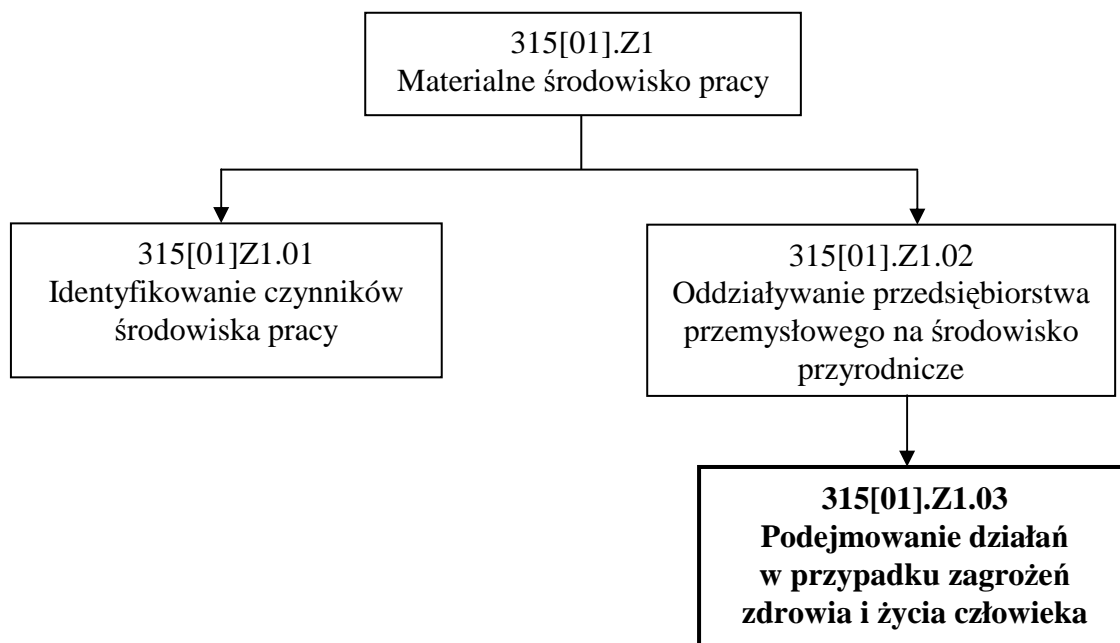 315[01].Z1
Materialne środowisko pracy
315[01]Z1.01
Identyfikowanie czynników
środowiska pracy
315[01].Z1.02
Oddziaływanie przedsiębiorstwa
przemysłowego na środowisko
przyrodnicze
315[01].Z1.03
Podejmowanie działań
w przypadku zagrożeń
zdrowia i życia człowieka